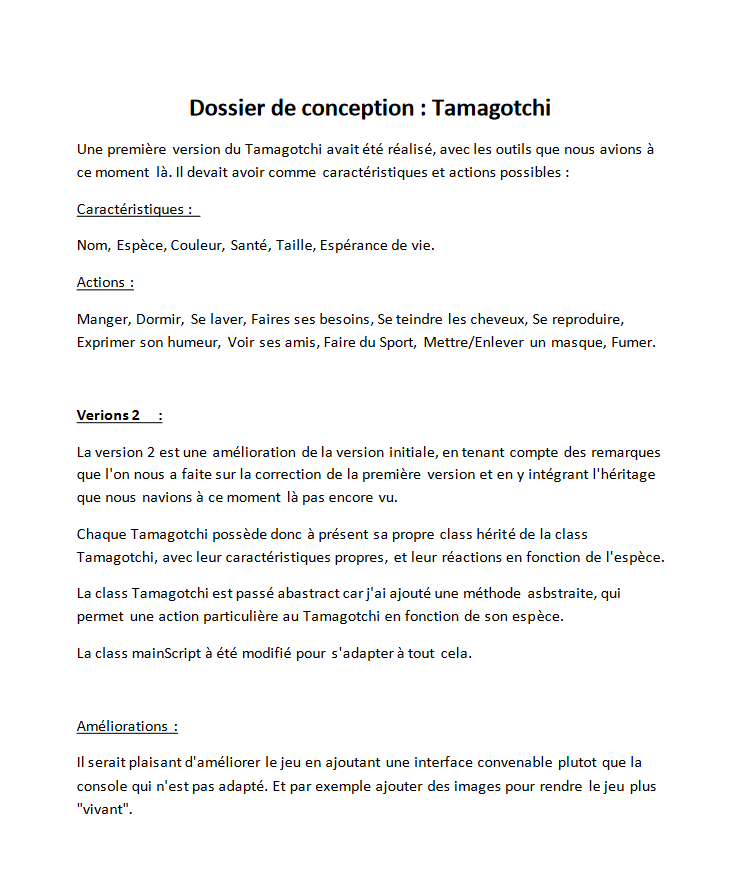 Dossier de conception : Tamagotchi
Une première version du Tamagotchi avait été réalisé, avec les outils que nous avions à
ce moment là. Il devait avoir comme caractéristiques et actions possibles :
Caractéristiques :
Nom, Espèce, Couleur, Santé, Taille, Espérance de vie.
Actions :
Manger, Dormir, Se laver, Faires ses besoins, Se teindre les cheveux, Se reproduire,
Exprimer son humeur, Voir ses amis, Faire du Sport, Mettre/Enlever un masque, Fumer.
Verions 2 :
La version 2 est une amélioration de la version initiale, en tenant compte des remarques
que l'on nous a faite sur la correction de la première version et en y intégrant l'héritage
que nous navions à ce moment là pas encore vu.
Chaque Tamagotchi possède donc à présent sa propre class hérité de la class
Tamagotchi, avec leur caractéristiques propres, et leur réactions en fonction de l'espèce.
La class Tamagotchi est passé abastract car j'ai ajouté une méthode asbstraite, qui
permet une action particulière au Tamagotchi en fonction de son espèce.
La class mainScript à été modifié pour s'adapter à tout cela.
Améliorations :
Il serait plaisant d'améliorer le jeu en ajoutant une interface convenable plutot que la
console qui n'est pas adapté. Et par exemple ajouter des images pour rendre le jeu plus
"vivant".